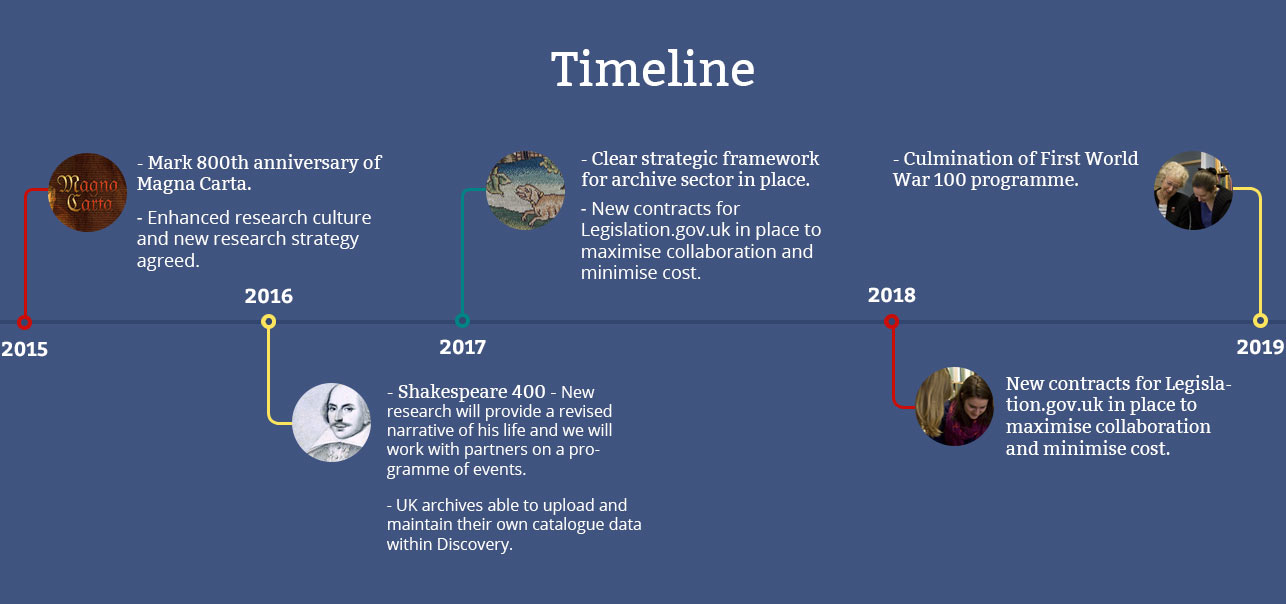 Timeline
Magna
Carta
- Mark 800th anniversary of
Magna Carta.
- Enhanced research culture
and new research strategy
agreed.
2015
2016
- Shakespeare 400 - New
research will provide a revised
narrative of his life and we will
work with partners on a pro-
gramme of events.
- UK archives able to upload and
maintain their own catalogue data
within Discovery.
- Clear strategic framework
for archive sector in place.
- New contracts for
Legislation.gov.uk in place to
maximise collaboration and
minimise cost.
2017
2018
New contracts for Legisla-
tion.gov.uk in place to
maximise collaboration
and minimise cost.
- Culmination of First World
War 100 programme.
2019